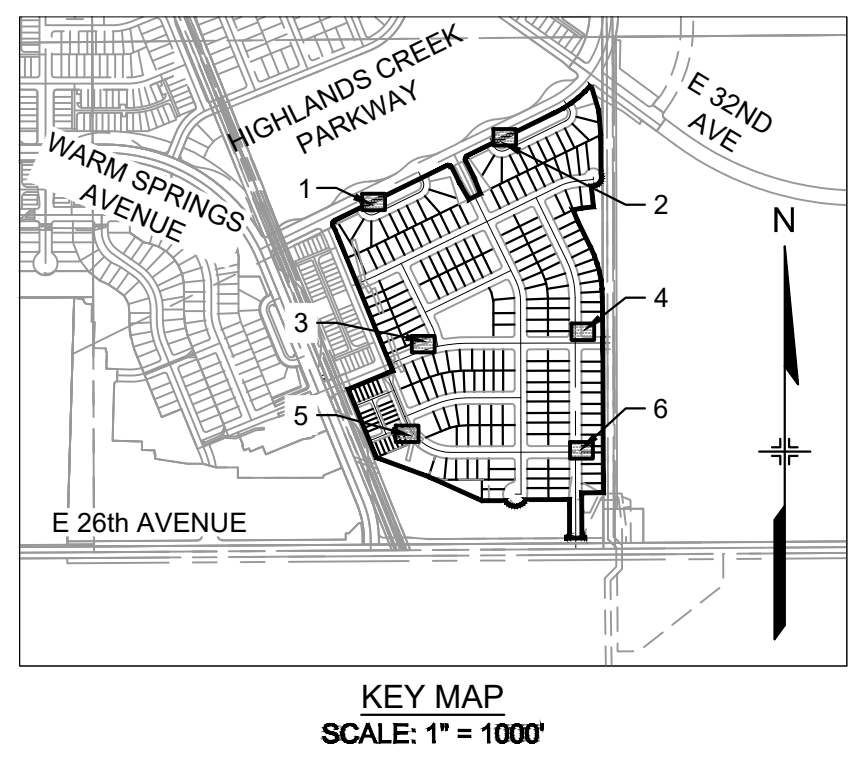 HIGHLANDS CREEK
PARKWAY
E 32ND
AVE
WARM SPRINGS
AVENUE
1
2
N
3
4
5
6
E 26th AVENUE
KEY MAP
SCALE: 1" = 1000'